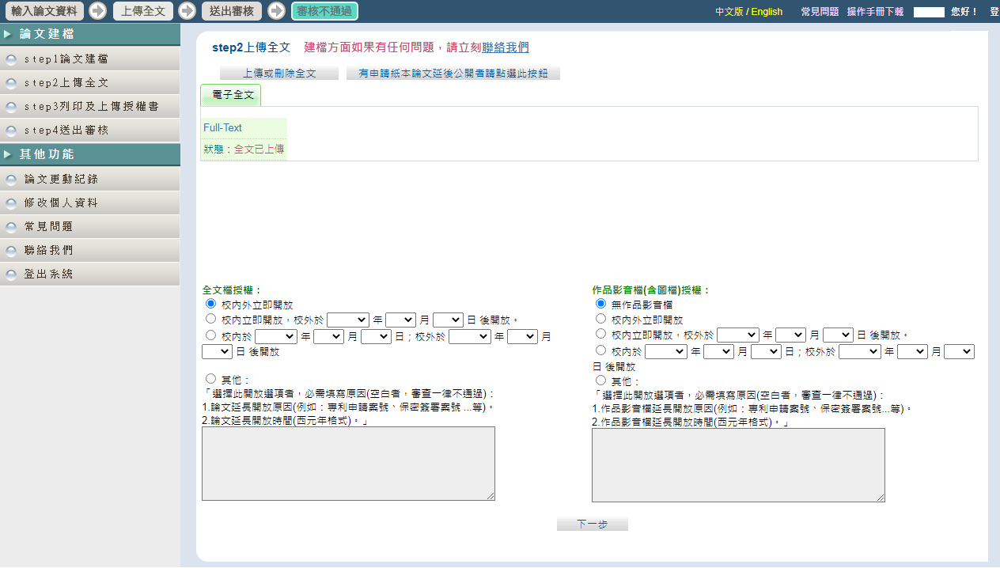 輸入論文資料 上傳全文 送出審核 審核不通過 中文版 / English 常見問題 操作手冊下載 您好！ 登
論文建檔
step1論文建檔
step2上傳全文
step3列印及上傳授權書
step4送出審核
其他功能
論文更動紀錄
修改個人資料
常見問題
聯絡我們
登出系統
step2上傳全文 建檔方面如果有任何問題，請立刻聯絡我們
上傳或刪除全文 有申請紙本論文延後公開者請點選此按鈕
電子全文
Full-Text
狀態：全文已上傳
全文檔授權：
校內外立即開放
校內立即開放，校外於 年 月 日 後開放。
校內於 年 月 日；校外於 年 月
日 後開放
其他：
「選擇此開放選項者，必需填寫原因(空白者，審查一律不通過)：
1.論文延長開放原因(例如：專利申請案號、保密簽署案號 ...等)。
2.論文延長開放時間(西元年格式)。」
作品影音檔(含圖檔)授權：
無作品影音檔
校內外立即開放
校內立即開放，校外於 年 月 日 後開放。
校內於 年 月 日；校外於 年 月
日 後開放
其他：
「選擇此開放選項者，必需填寫原因(空白者，審查一律不通過)：
1.作品影音檔延長開放原因(例如：專利申請案號、保密簽署案號...等)。
2.作品影音檔延長開放時間(西元年格式)。」
下一步